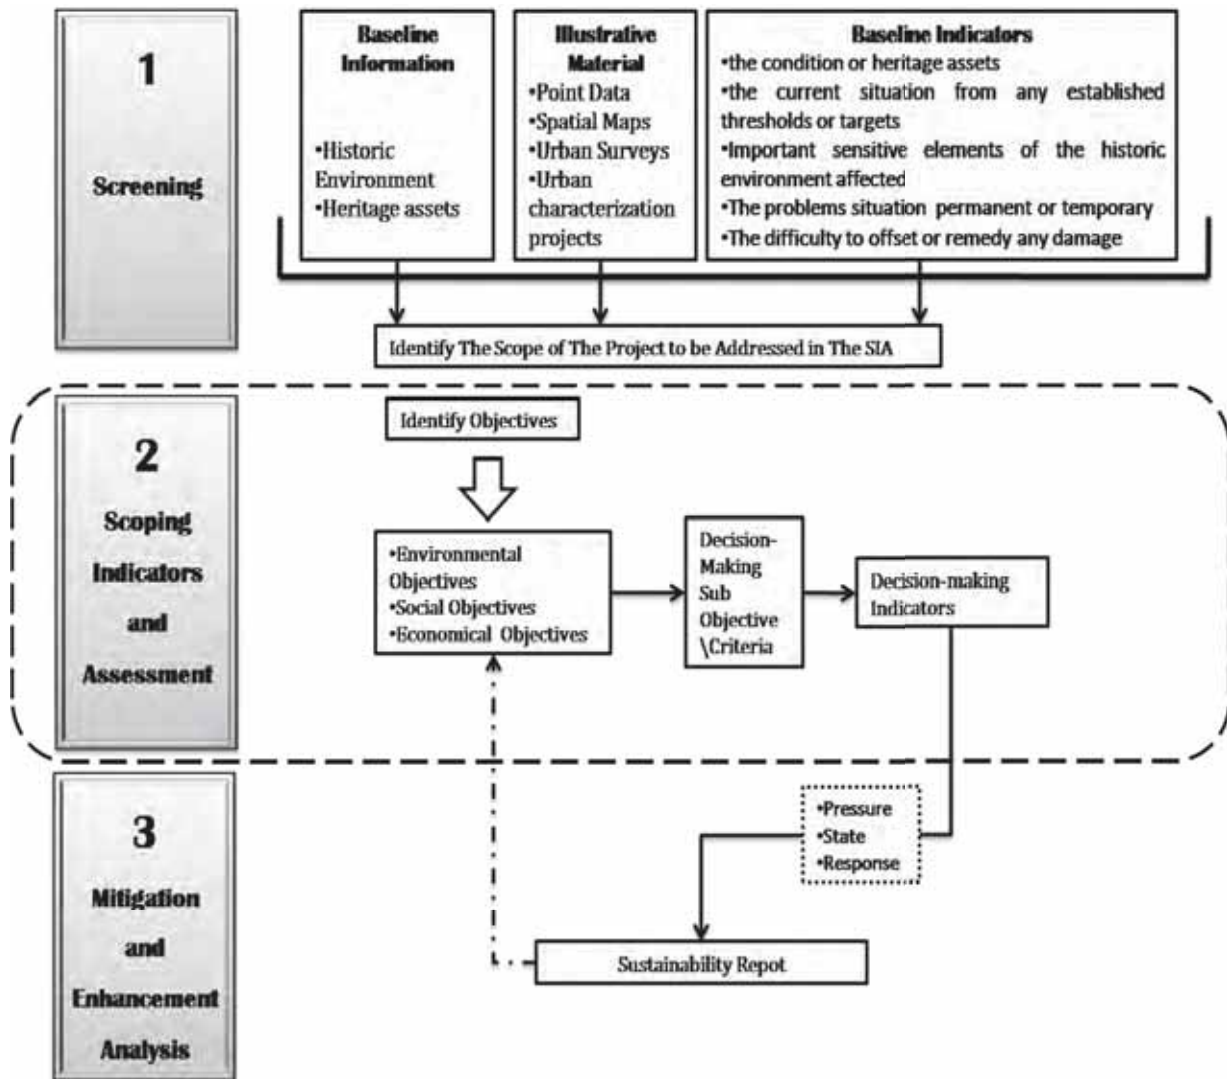 1
Screening
Baseline
Information
•Historic
Environment
•Heritage assets
Illustrative
Material
•Point Data
•Spatial Maps
•Urban Surveys
•Urban
characterization
projects
Baseline Indicators
•the condition or heritage assets
•the current situation from any established
thresholds or targets
•Important sensitive elements of the historic
environment affected
•The problems situation permanent or temporary
•The difficulty to offset or remedy any damage
Identify The Scope of The Project to be Addressed in The SIA
2
Scoping
Indicators
and
Assessment
Identify Objectives
•Environmental
Objectives
•Social Objectives
•Economical Objectives
Decision-
Making
Sub
Objective
\Criteria
Decision-making
Indicators
3
Mitigation
and
Enhancement
Analysis
•Pressure
•State
•Response
Sustainability Repot